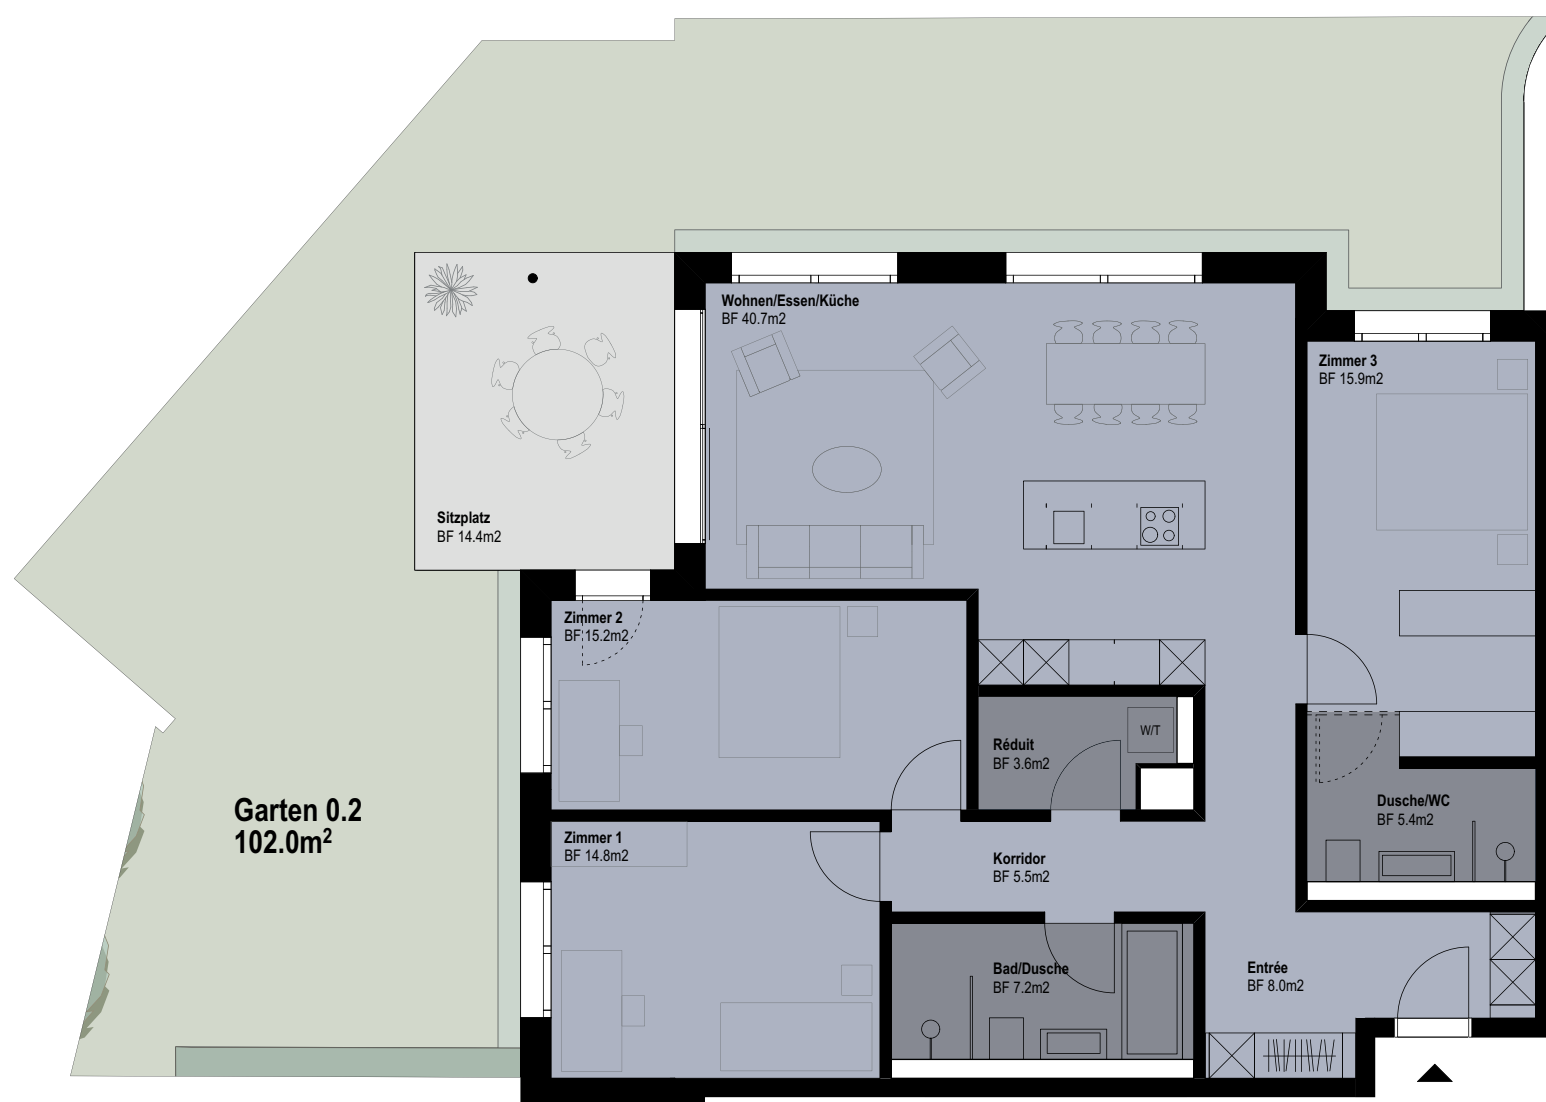 Wohnen/Essen/Küche
BF 40.7m2
Zimmer 3
BF 15.9m2
Sitzplatz
BF 14.4m2
Zimmer 2
BF 15.2m2
Réduit
BF 3.6m2
W/T
Garten 0.2
102.0m²
Zimmer 1
BF 14.8m2
Dusche/WC
BF 5.4m2
Korridor
BF 5.5m2
Bad/Dusche
BF 7.2m2
Entrée
BF 8.0m2